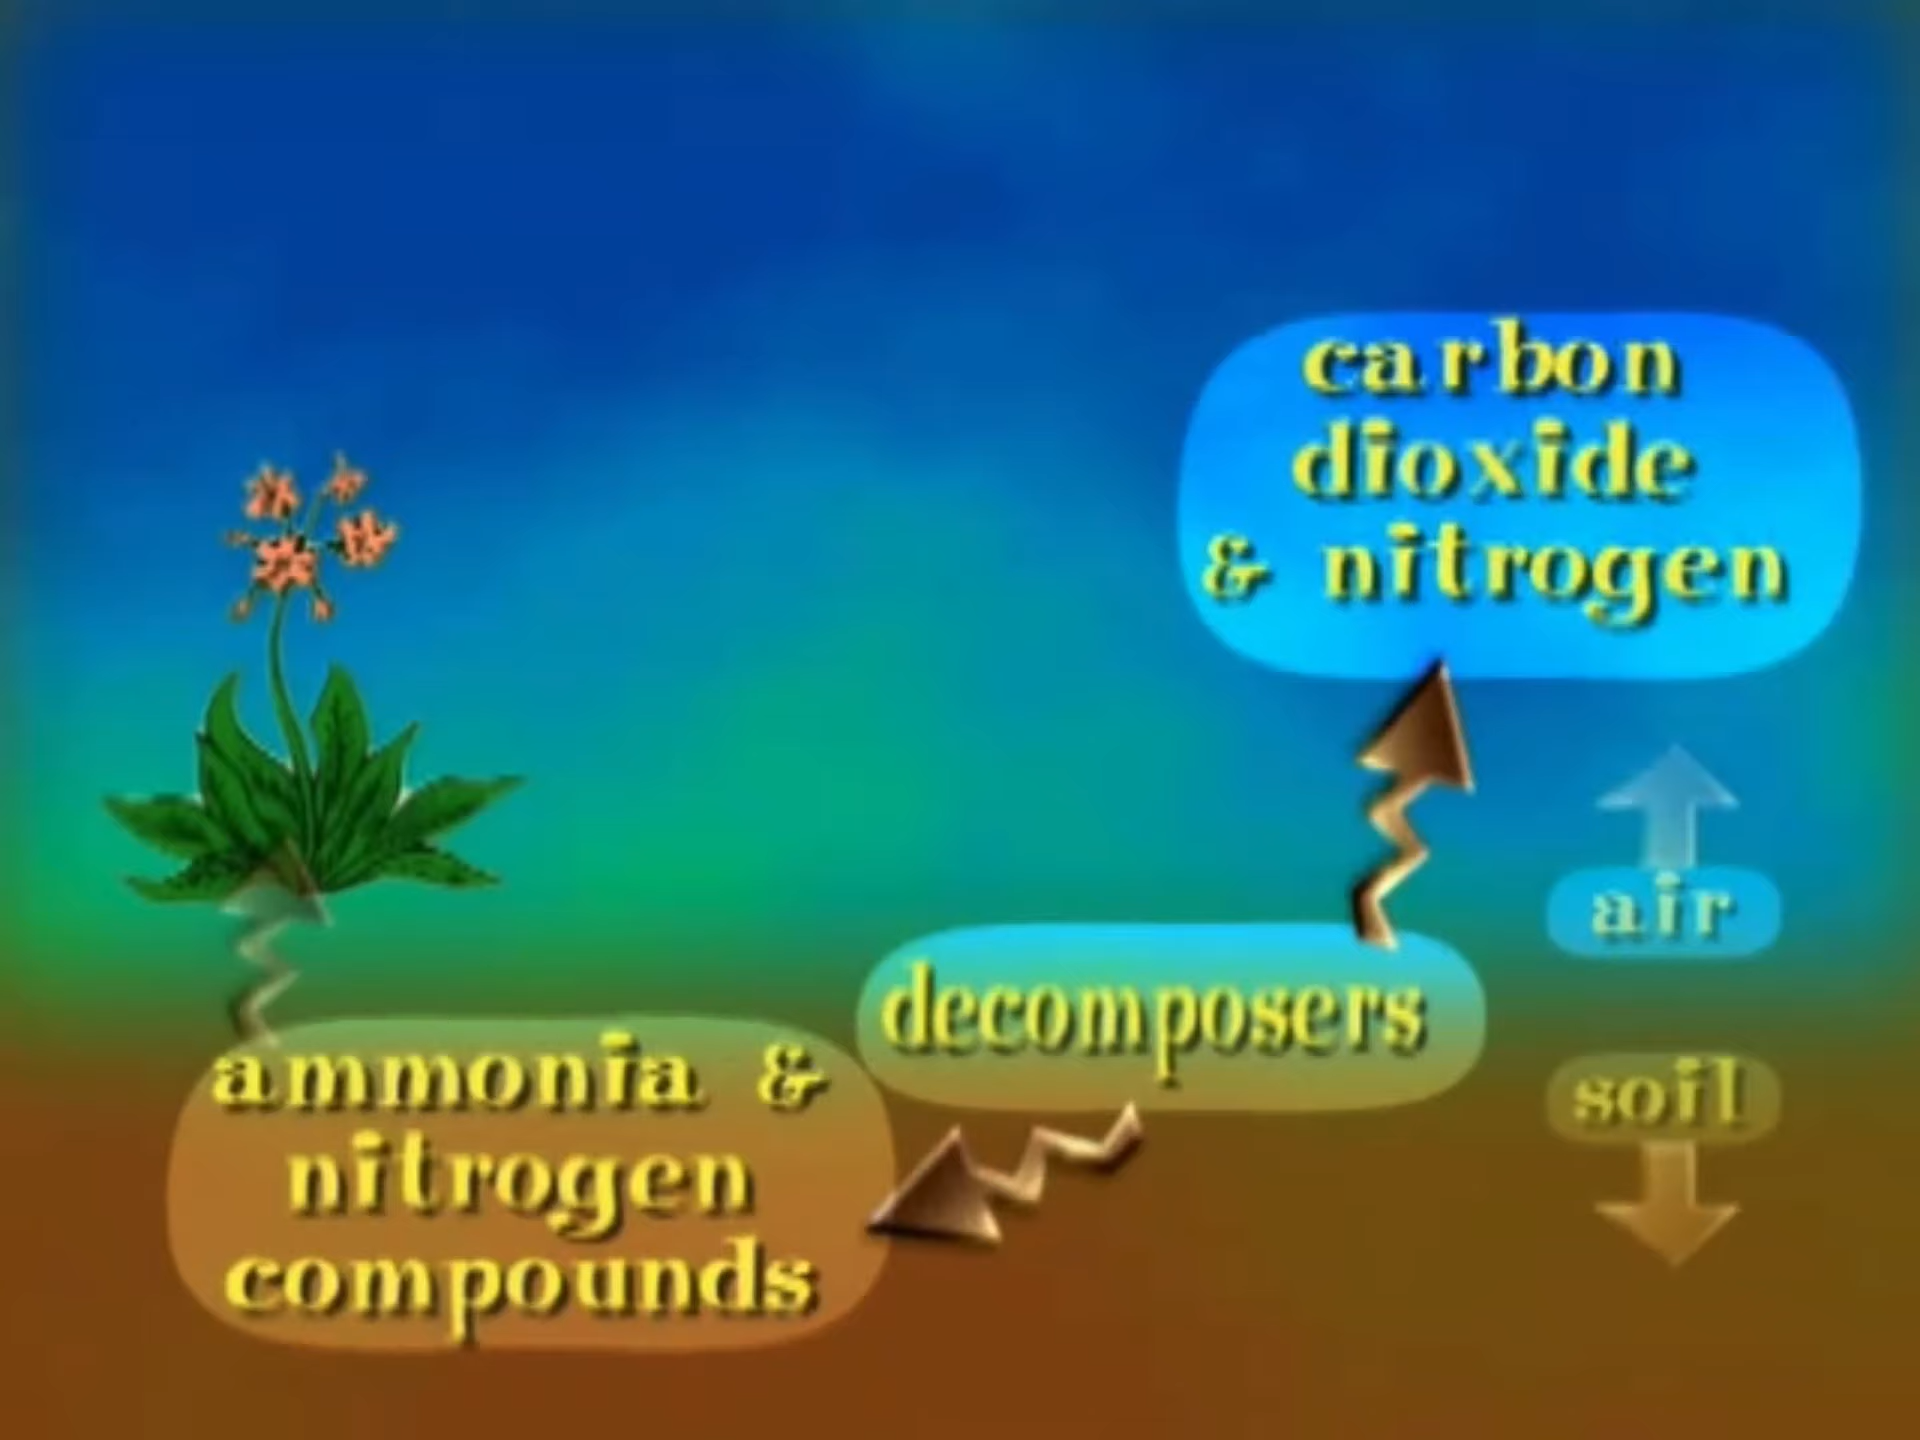 carbon
dioxide
& nitrogen
air
decomposers
soil
ammonia &
nitrogen
compounds